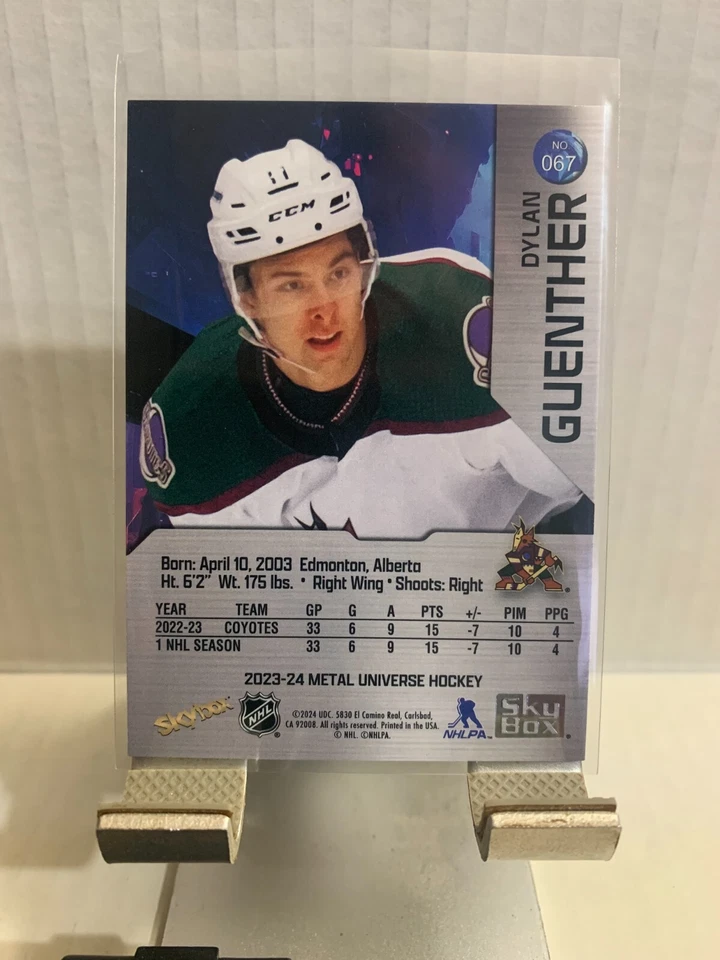 NO
067
DYLAN
GUENTHER
11
CCM
Born: April 10, 2003 Edmonton, Alberta
Ht. 6'2" Wt. 175 lbs. • Right Wing • Shoots: Right
YEAR TEAM GP G A PTS +/- PIM PPG
2022-23 COYOTES 33 6 9 15 -7 10 4
1 NHL SEASON 33 6 9 15 -7 10 4
2023-24 METAL UNIVERSE HOCKEY
Skybox
NHL
©2024 UDC. 5830 El Camino Real, Carlsbad,
CA 92008. All rights reserved. Printed in the USA.
© NHL. ©NHLPA.
NHLPA™
Sky
Box®